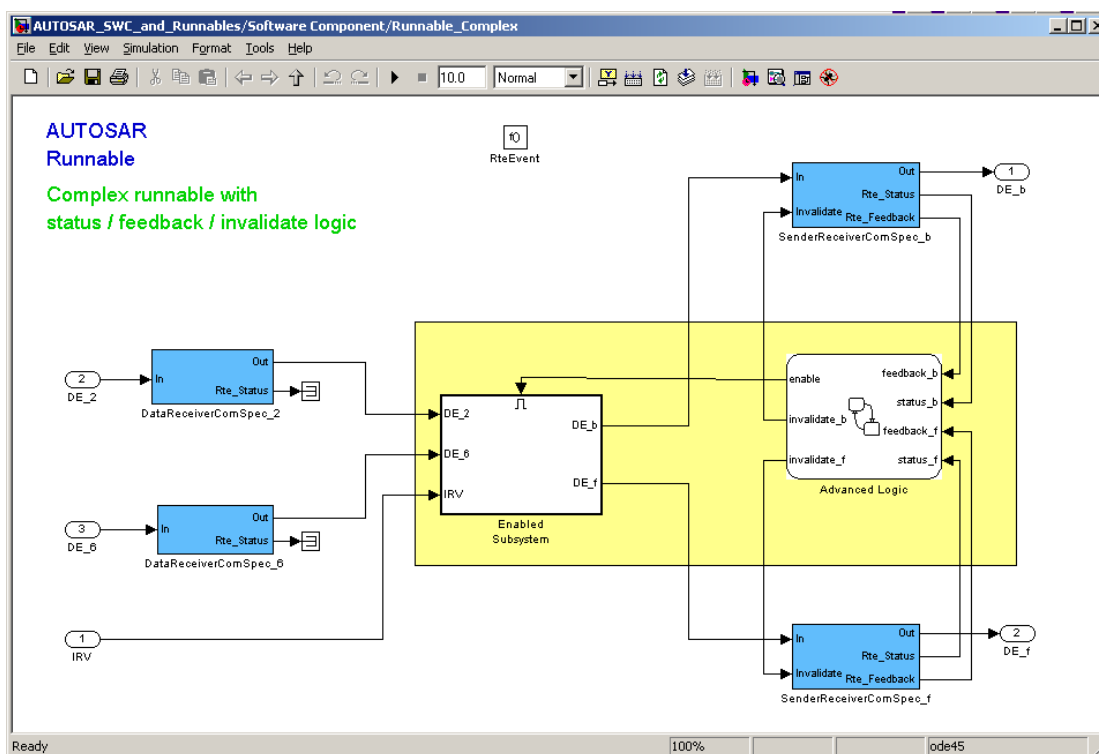 AUTOSAR_SWC_and_Runnables/Software Component/Runnable_Complex
File Edit View Simulation Format Tools Help
10.0 Normal
AUTOSAR
Runnable
Complex runnable with
status / feedback / invalidate logic
f()
RteEvent
In
Out
Rte_Status
Invalidate
Rte_Feedback
SenderReceiverComSpec_b
1
DE_b
2
DE_2
In
Out
Rte_Status
DataReceiverComSpec_2
3
DE_6
In
Out
Rte_Status
DataReceiverComSpec_6
1
IRV
DE_2
DE_6
IRV
DE_b
DE_f
Enabled
Subsystem
enable
invalidate_b
invalidate_f
feedback_b
status_b
feedback_f
status_f
Advanced Logic
In
Out
Rte_Status
Invalidate
Rte_Feedback
SenderReceiverComSpec_f
2
DE_f
Ready
100%
ode45